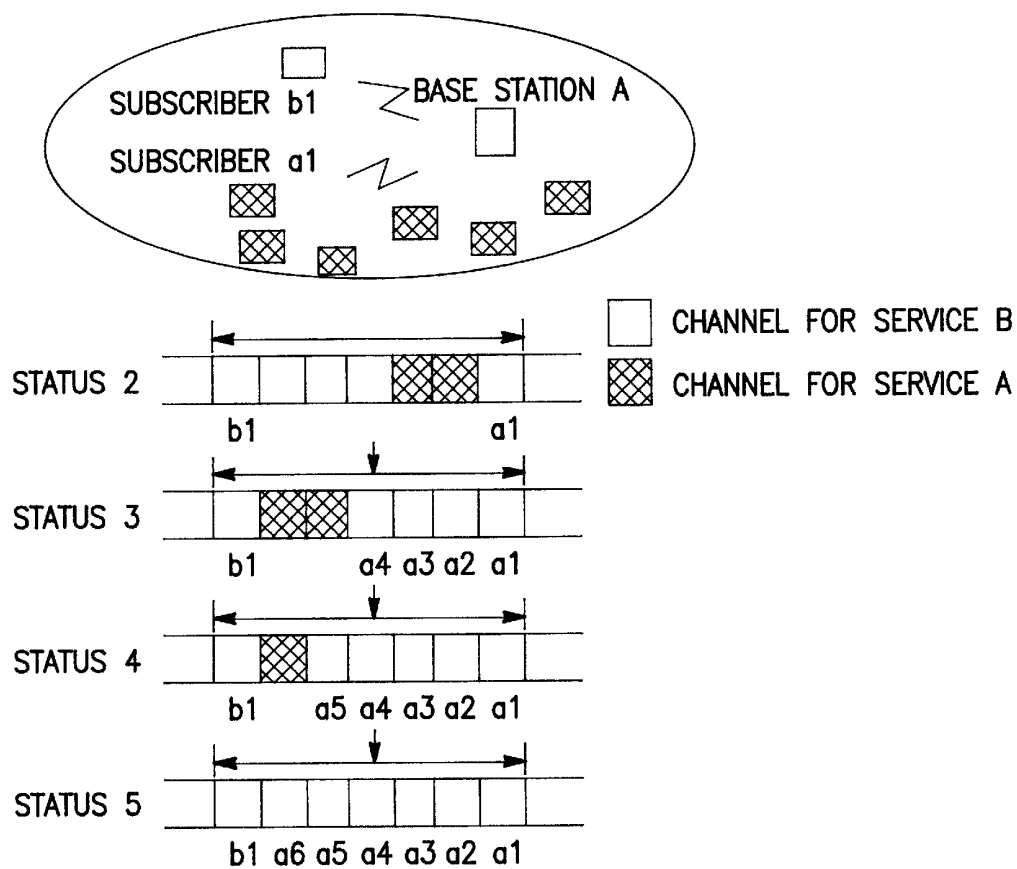 SUBSCRIBER b1
BASE STATION A
SUBSCRIBER a1
CHANNEL FOR SERVICE B
CHANNEL FOR SERVICE A
STATUS 2
b1 a1
STATUS 3
b1 a4 a3 a2 a1
STATUS 4
b1 a5 a4 a3 a2 a1
STATUS 5
b1 a6 a5 a4 a3 a2 a1